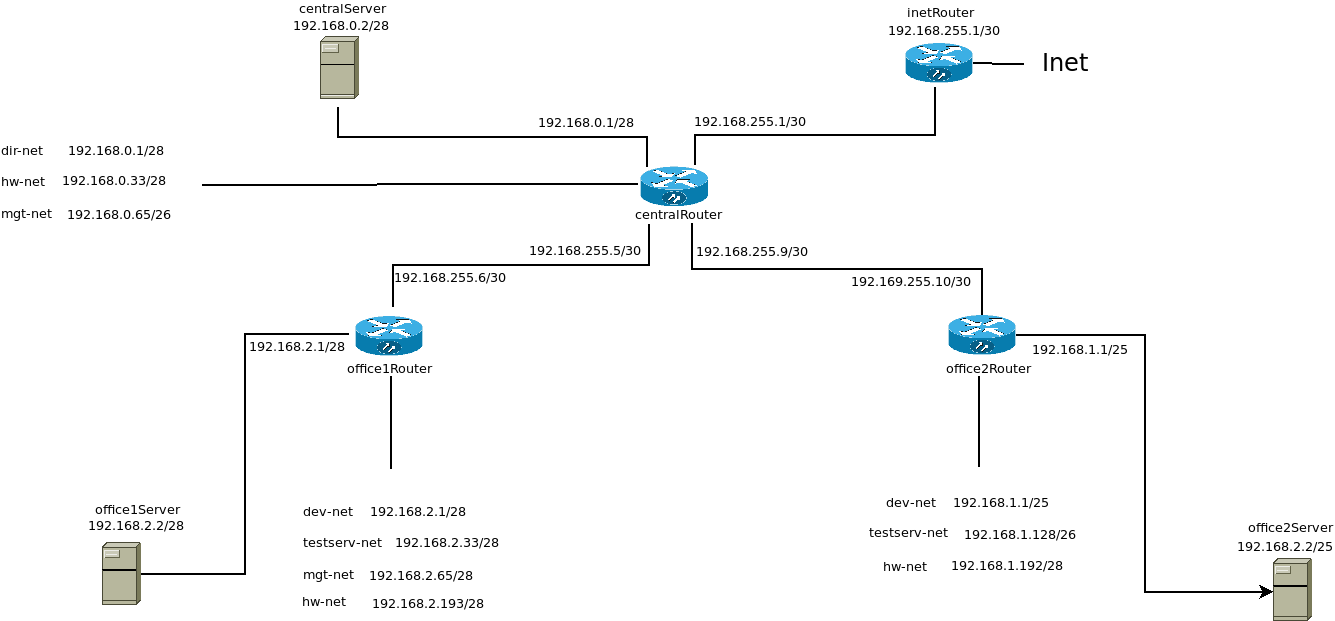 centralServer
192.168.0.2/28
inetRouter
192.168.255.1/30
Inet
192.168.0.1/28
192.168.255.1/30
dir-net 192.168.0.1/28
hw-net 192.168.0.33/28
mgt-net 192.168.0.65/26
centralRouter
192.168.255.5/30
192.168.255.9/30
192.168.255.6/30
192.169.255.10/30
192.168.2.1/28
office1Router
192.168.1.1/25
office2Router
office1Server
192.168.2.2/28
dev-net 192.168.2.1/28
testserv-net 192.168.2.33/28
mgt-net 192.168.2.65/28
hw-net 192.168.2.193/28
dev-net 192.168.1.1/25
testserv-net 192.168.1.128/26
hw-net 192.168.1.192/28
office2Server
192.168.2.2/25